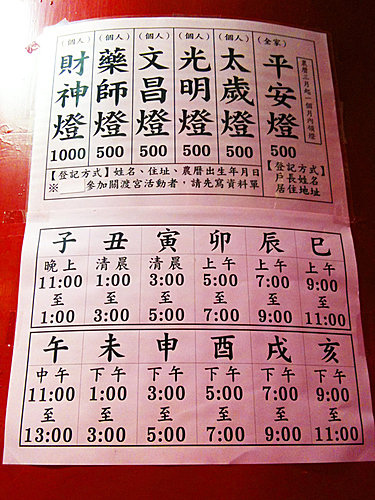 (個人) (個人) (個人) (個人) (個人) (全家)
財神燈 藥師燈 文昌燈 光明燈 太歲燈 平安燈
1000 500 500 500 500 500
【登記方式】姓名、住址、農曆出生年月日
※ 參加關渡宮活動者，請先寫資料單
【登記方式】
戶長姓名
居住地址
子 丑 寅 卯 辰 巳
晚上 清晨 清晨 上午 上午 上午
11:00 1:00 3:00 5:00 7:00 9:00
至 至 至 至 至 至
1:00 3:00 5:00 7:00 9:00 11:00
午 未 申 酉 戌 亥
中午 下午 下午 下午 下午 下午
11:00 1:00 3:00 5:00 7:00 9:00
至 至 至 至 至 至
13:00 3:00 5:00 7:00 9:00 11:00